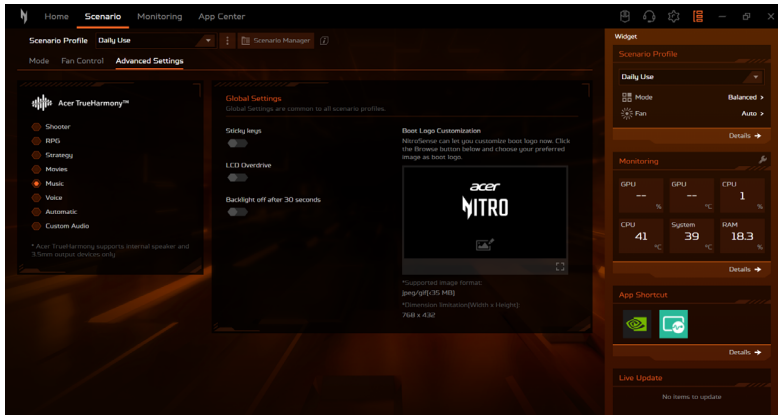 Home Scenario Monitoring App Center
Scenario Profile Daily Use Scenario Manager
Mode Fan Control Advanced Settings
Acer TrueHarmony™
Shooter
RPG
Strategy
Movies
Music
Voice
Automatic
Custom Audio
* Acer TrueHarmony supports internal speaker and
3.5mm output devices only
Global Settings
Global Settings are common to all scenario profiles.
Sticky keys
LCD Overdrive
Backlight off after 30 seconds
Boot Logo Customization
NitroSense can let you customize boot logo now. Click
the Browse button below and choose your preferred
image as boot logo.
acer
NITRO
*Supported image format:
jpeg/gif(<35 MB)
*Dimension limitation(Width x Height):
768 x 432
Widget
Scenario Profile
Daily Use
Mode Balanced >
Fan Auto >
Details
Monitoring
GPU GPU CPU
-- -- 1
% °C %
CPU System RAM
41 39 18.3
°C °C %
Details
App Shortcut
Details
Live Update
No items to update